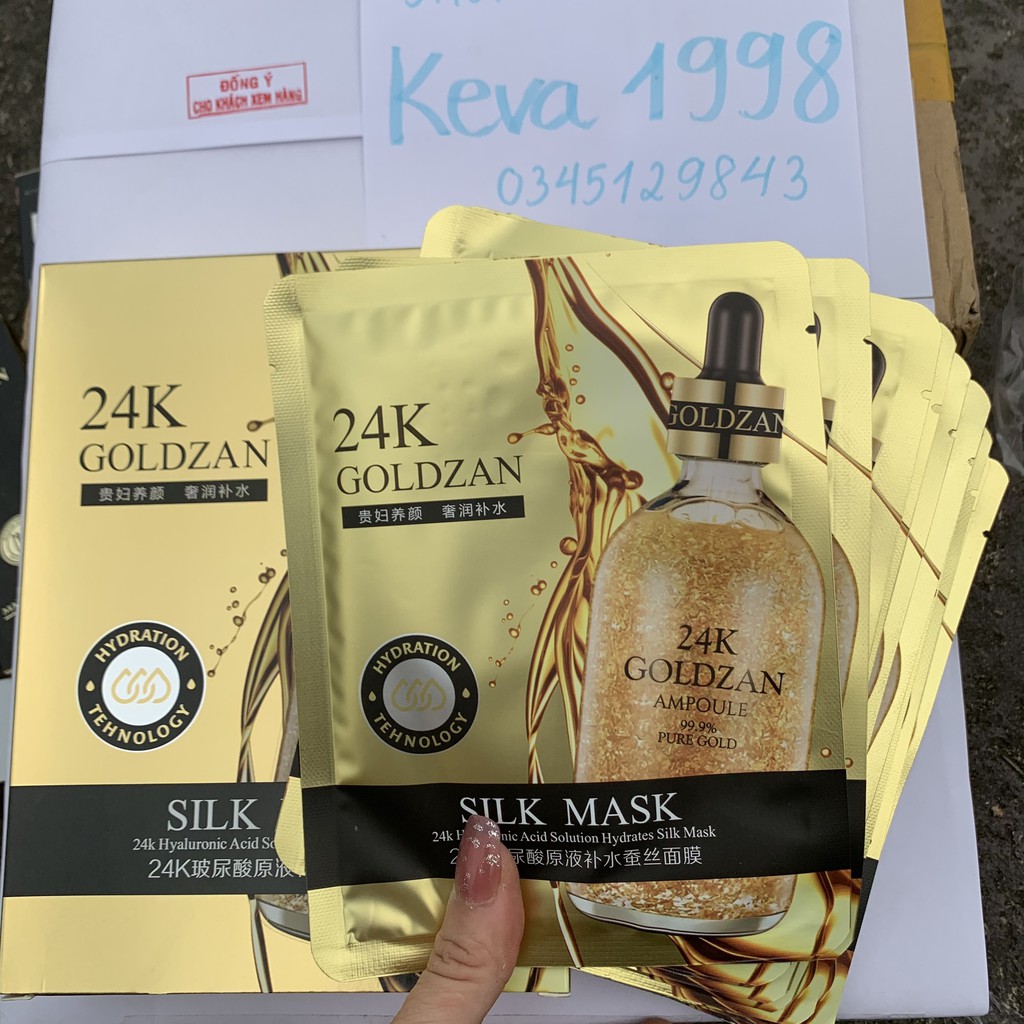 ĐỒNG Ý
CHO KHÁCH XEM HÀNG
Keva 1998
0345129843
24K
GOLDZAN
贵妇养颜 奢润补水
HYDRATION
TEHNOLOGY
SILK
24k Hyaluronic Acid
24K玻尿酸原液
24K
GOLDZAN
贵妇养颜 奢润补水
HYDRATION
TEHNOLOGY
GOLDZAN
24K
GOLDZAN
AMPOULE
99.9%
PURE GOLD
SILK MASK
24k Acid Solution Hydrates Silk Mask
尿酸原液补水蚕丝面膜